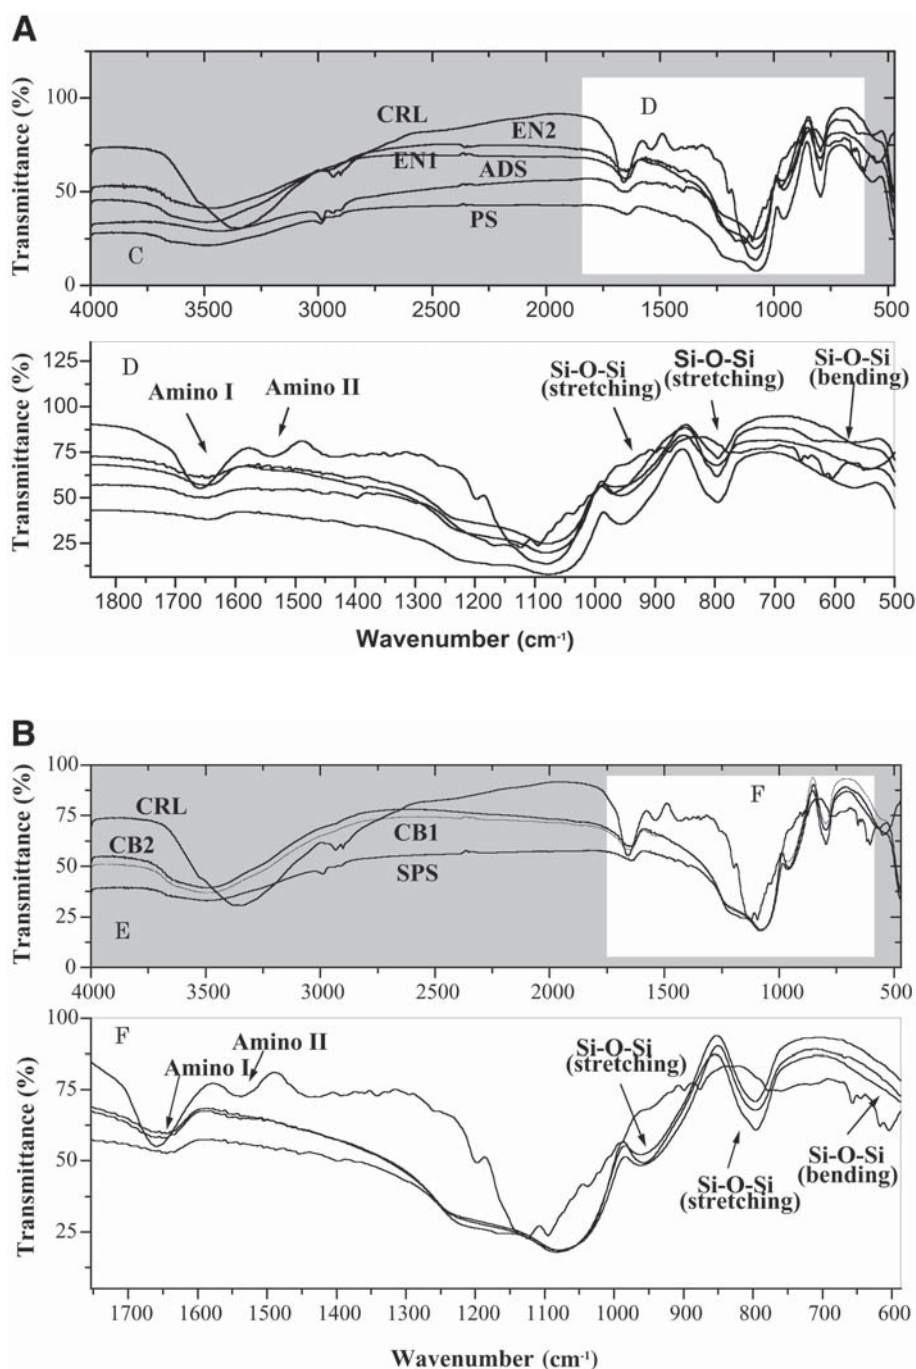 A
Transmittance (%)
100
50
0
CRL
EN2
EN1
ADS
PS
C
D
4000 3500 3000 2500 2000 1500 1000 500
Transmittance (%)
125
100
75
50
25
D
Amino I
Amino II
Si-O-Si
(stretching)
Si-O-Si
(stretching)
Si-O-Si
(bending)
1800 1700 1600 1500 1400 1300 1200 1100 1000 900 800 700 600 500
Wavenumber (cm⁻¹)
B
Transmittance (%)
100
75
50
25
0
CRL
CB2
CB1
SPS
E
F
4000 3500 3000 2500 2000 1500 1000 500
Transmittance (%)
100
75
50
25
F
Amino I
Amino II
Si-O-Si
(stretching)
Si-O-Si
(stretching)
Si-O-Si
(bending)
1700 1600 1500 1400 1300 1200 1100 1000 900 800 700 600
Wavenumber (cm⁻¹)